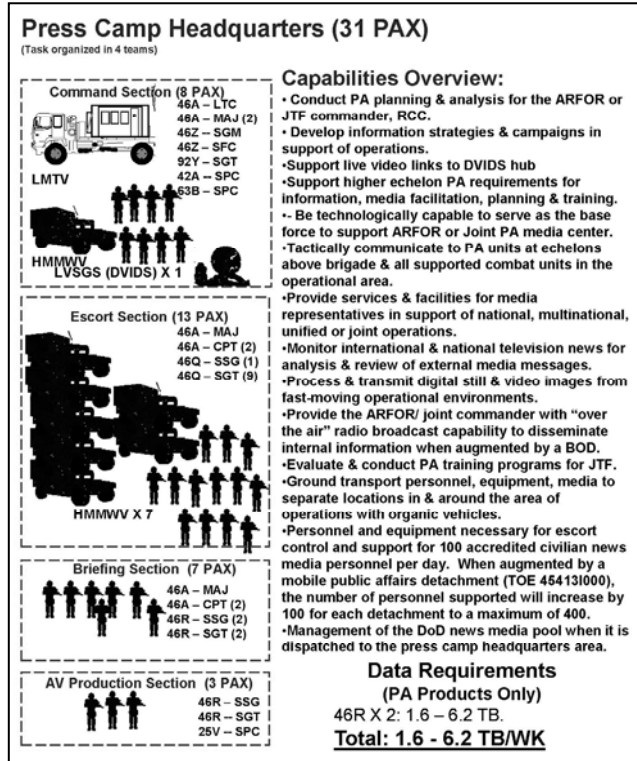 Press Camp Headquarters (31 PAX)
(Task organized in 4 teams)
Command Section (8 PAX)
46A – LTC
46A – MAJ (2)
46Z -- SGM
46Z – SFC
92Y – SGT
42A -- SPC
63B – SPC
LMTV
HMMWV
LVSGS (DVIDS) X 1
Escort Section (13 PAX)
46A – MAJ
46A – CPT (2)
46Q – SSG (1)
46Q – SGT (9)
HMMWV X 7
Briefing Section (7 PAX)
46A – MAJ
46A – CPT (2)
46R – SSG (2)
46R – SGT (2)
AV Production Section (3 PAX)
46R – SSG
46R -- SGT
25V -- SPC
Capabilities Overview:
• Conduct PA planning & analysis for the ARFOR or
JTF commander, RCC.
• Develop information strategies & campaigns in
support of operations.
•Support live video links to DVIDS hub
•Support higher echelon PA requirements for
information, media facilitation, planning & training.
•- Be technologically capable to serve as the base
force to support ARFOR or Joint PA media center.
•Tactically communicate to PA units at echelons
above brigade & all supported combat units in the
operational area.
•Provide services & facilities for media
representatives in support of national, multinational,
unified or joint operations.
•Monitor international & national television news for
analysis & review of external media messages.
•Process & transmit digital still & video images from
fast-moving operational environments.
•Provide the ARFOR/ joint commander with “over
the air” radio broadcast capability to disseminate
internal information when augmented by a BOD.
•Evaluate & conduct PA training programs for JTF.
•Ground transport personnel, equipment, media to
separate locations in & around the area of
operations with organic vehicles.
•Personnel and equipment necessary for escort
control and support for 100 accredited civilian news
media personnel per day. When augmented by a
mobile public affairs detachment (TOE 45413I000),
the number of personnel supported will increase by
100 for each detachment to a maximum of 400.
•Management of the DoD news media pool when it is
dispatched to the press camp headquarters area.
Data Requirements
(PA Products Only)
46R X 2: 1.6 – 6.2 TB.
Total: 1.6 - 6.2 TB/WK